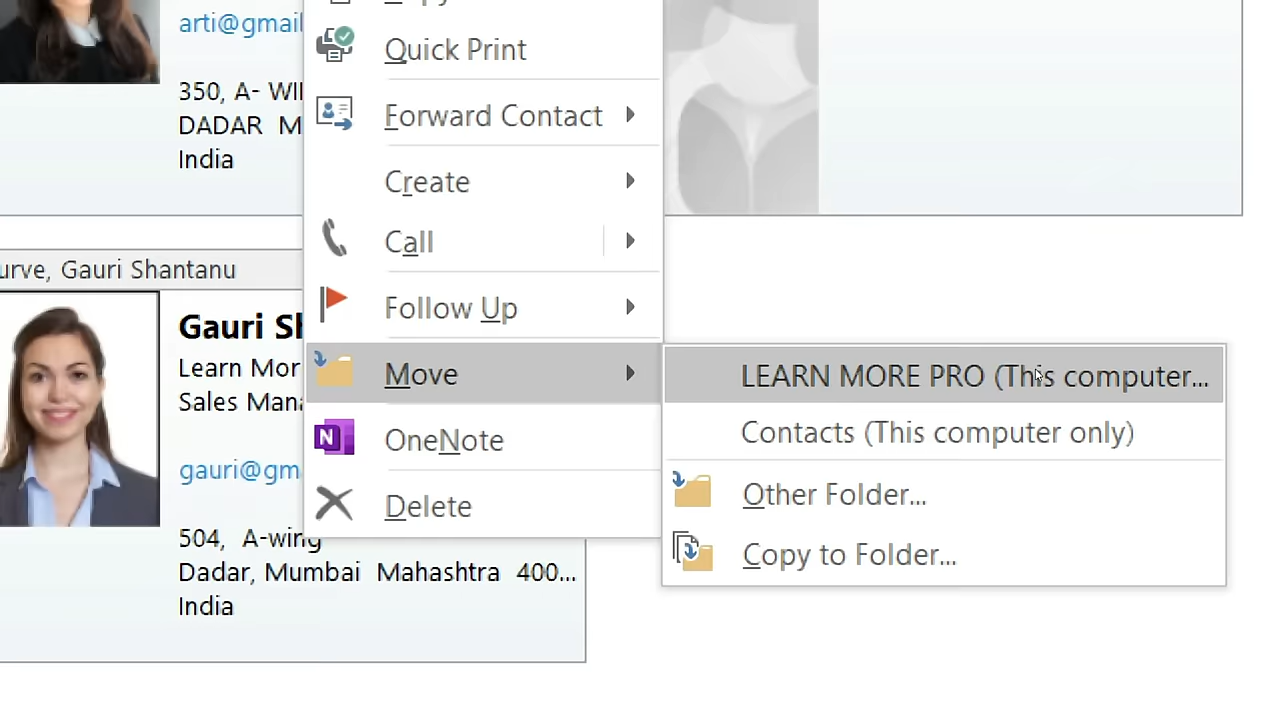 arti@gmail
350, A- WI
DADAR M
India
urve, Gauri Shantanu
Gauri Sh
Learn Mor
Sales Mana
gauri@gm
504, A-wing
Dadar, Mumbai Mahashtra 400...
India
Quick Print
Forward Contact
Create
Call
Follow Up
Move
OneNote
Delete
LEARN MORE PRO (This computer...
Contacts (This computer only)
Other Folder...
Copy to Folder...